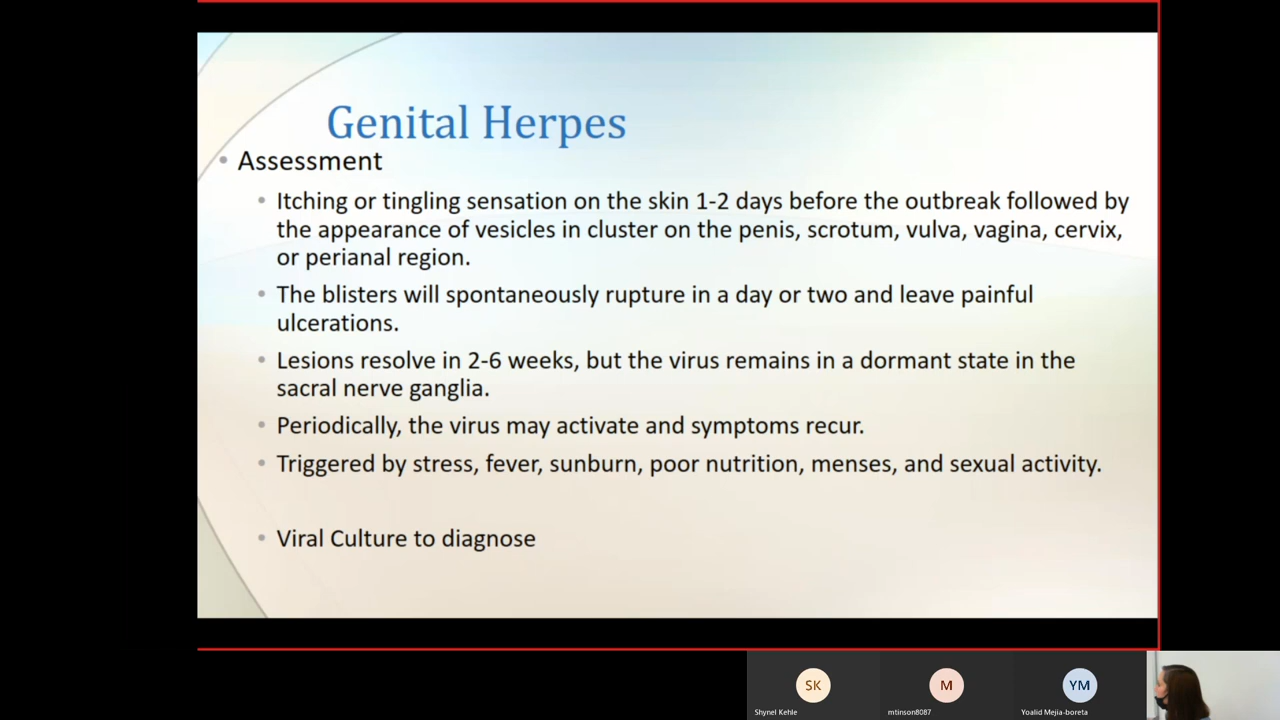 Genital Herpes
• Assessment
• Itching or tingling sensation on the skin 1-2 days before the outbreak followed by
the appearance of vesicles in cluster on the penis, scrotum, vulva, vagina, cervix,
or perianal region.
• The blisters will spontaneously rupture in a day or two and leave painful
ulcerations.
• Lesions resolve in 2-6 weeks, but the virus remains in a dormant state in the
sacral nerve ganglia.
• Periodically, the virus may activate and symptoms recur.
• Triggered by stress, fever, sunburn, poor nutrition, menses, and sexual activity.
• Viral Culture to diagnose
SK M YM
Shynel Kehle mtinson8087 Yoalid Mejia-boreta